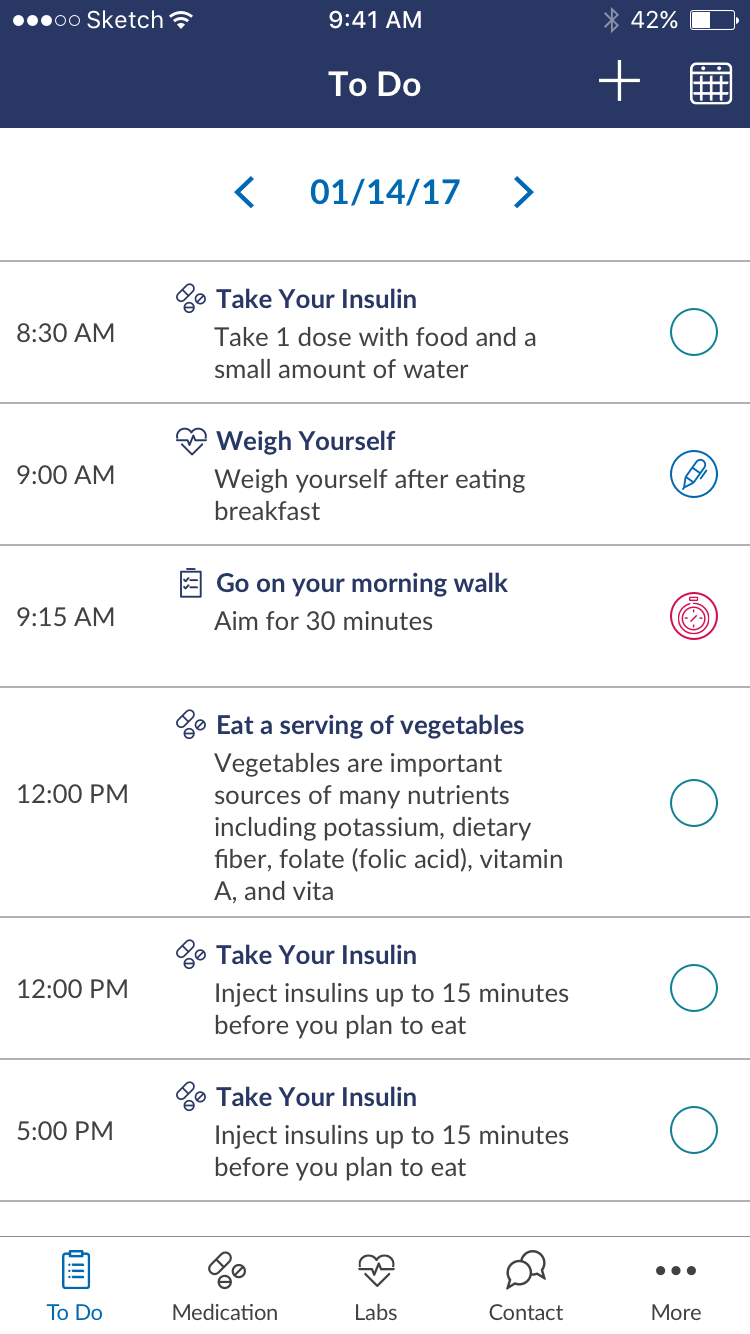 Sketch 9:41 AM 42%
To Do
01/14/17
Take Your Insulin
8:30 AM
Take 1 dose with food and a
small amount of water
Weigh Yourself
9:00 AM
Weigh yourself after eating
breakfast
Go on your morning walk
9:15 AM
Aim for 30 minutes
Eat a serving of vegetables
12:00 PM
Vegetables are important
sources of many nutrients
including potassium, dietary
fiber, folate (folic acid), vitamin
A, and vita
Take Your Insulin
12:00 PM
Inject insulins up to 15 minutes
before you plan to eat
Take Your Insulin
5:00 PM
Inject insulins up to 15 minutes
before you plan to eat
To Do Medication Labs Contact More